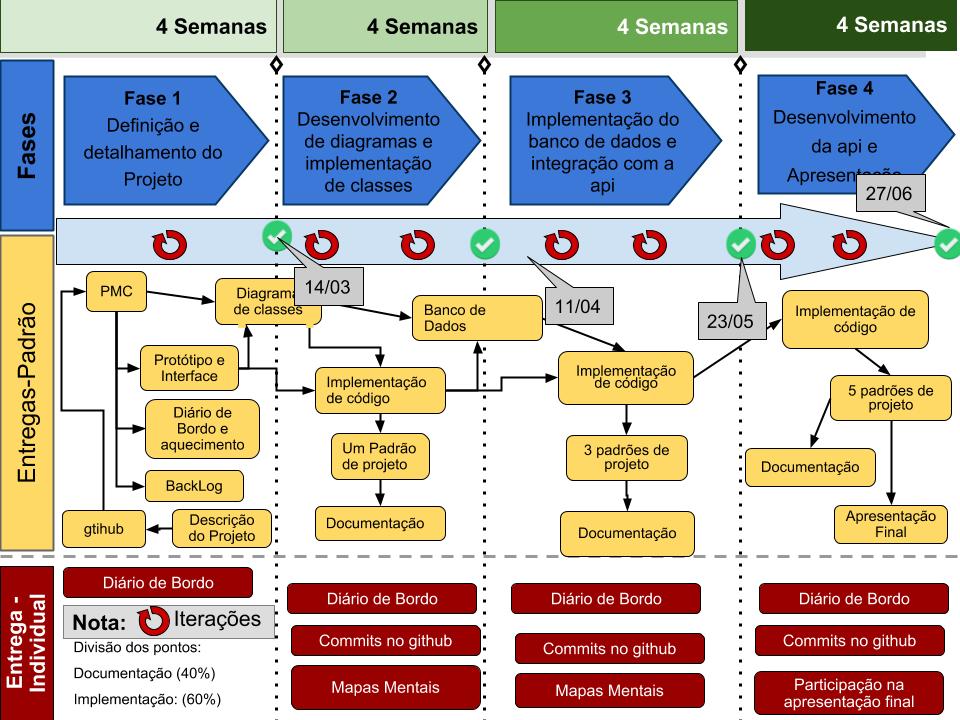 4 Semanas
4 Semanas
4 Semanas
4 Semanas
Fases
Fase 1
Definição e
detalhamento do
Projeto
Fase 2
Desenvolvimento
de diagramas e
implementação
de classes
Fase 3
Implementação do
banco de dados e
integração com a
api
Fase 4
Desenvolvimento
da api e
Apresentação
27/06
14/03
11/04
23/05
Entregas-Padrão
PMC
Diagrama
de classes
Protótipo e
Interface
Diário de
Bordo e
aquecimento
BackLog
gtihub
Descrição
do Projeto
Banco de
Dados
Implementação
de código
Um Padrão
de projeto
Documentação
Implementação
de código
3 padrões de
projeto
Documentação
Implementação de
código
5 padrões de
projeto
Documentação
Apresentação
Final
Entrega -
Individual
Diário de Bordo
Nota:
Iterações
Divisão dos pontos:
Documentação (40%)
Implementação: (60%)
Diário de Bordo
Commits no github
Mapas Mentais
Diário de Bordo
Commits no github
Mapas Mentais
Diário de Bordo
Commits no github
Participação na
apresentação final